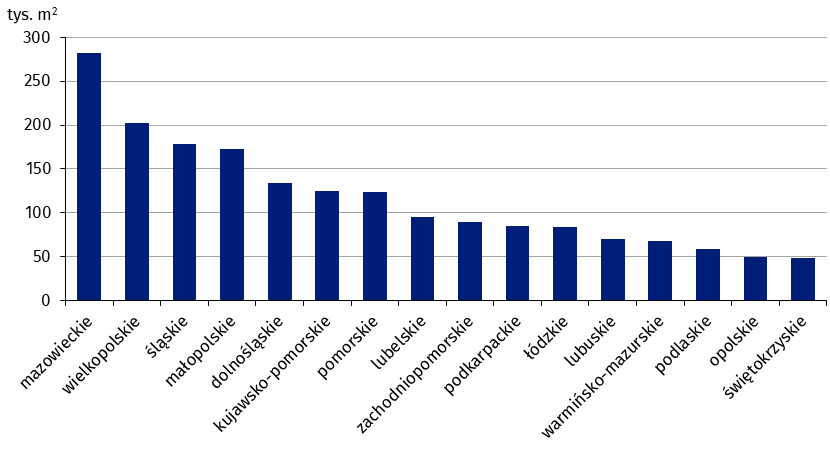 tys. m²
300
250
200
150
100
50
0
mazowieckie
wielkopolskie
śląskie
małopolskie
dolnośląskie
kujawsko-pomorskie
pomorskie
lubelskie
zachodniopomorskie
podkarpackie
łódzkie
lubuskie
warmińsko-mazurskie
podlaskie
opolskie
świętokrzyskie